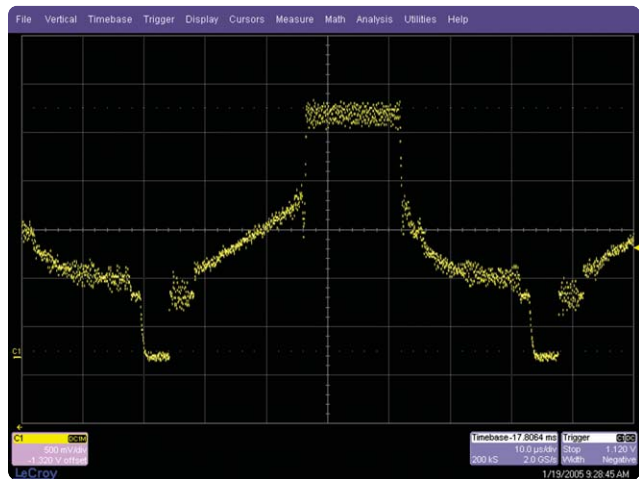 File Vertical Timebase Trigger Display Cursors Measure Math Analysis Utilities Help
C1
C1 DC1M
500 mV/div
-1.320 V offset
Timebase -17.8064 ms
10.0 µs/div
200 kS 2.0 GS/s
Trigger C1 DC
Stop 1.120 V
Width Negative
LeCroy
1/19/2005 9:28:45 AM